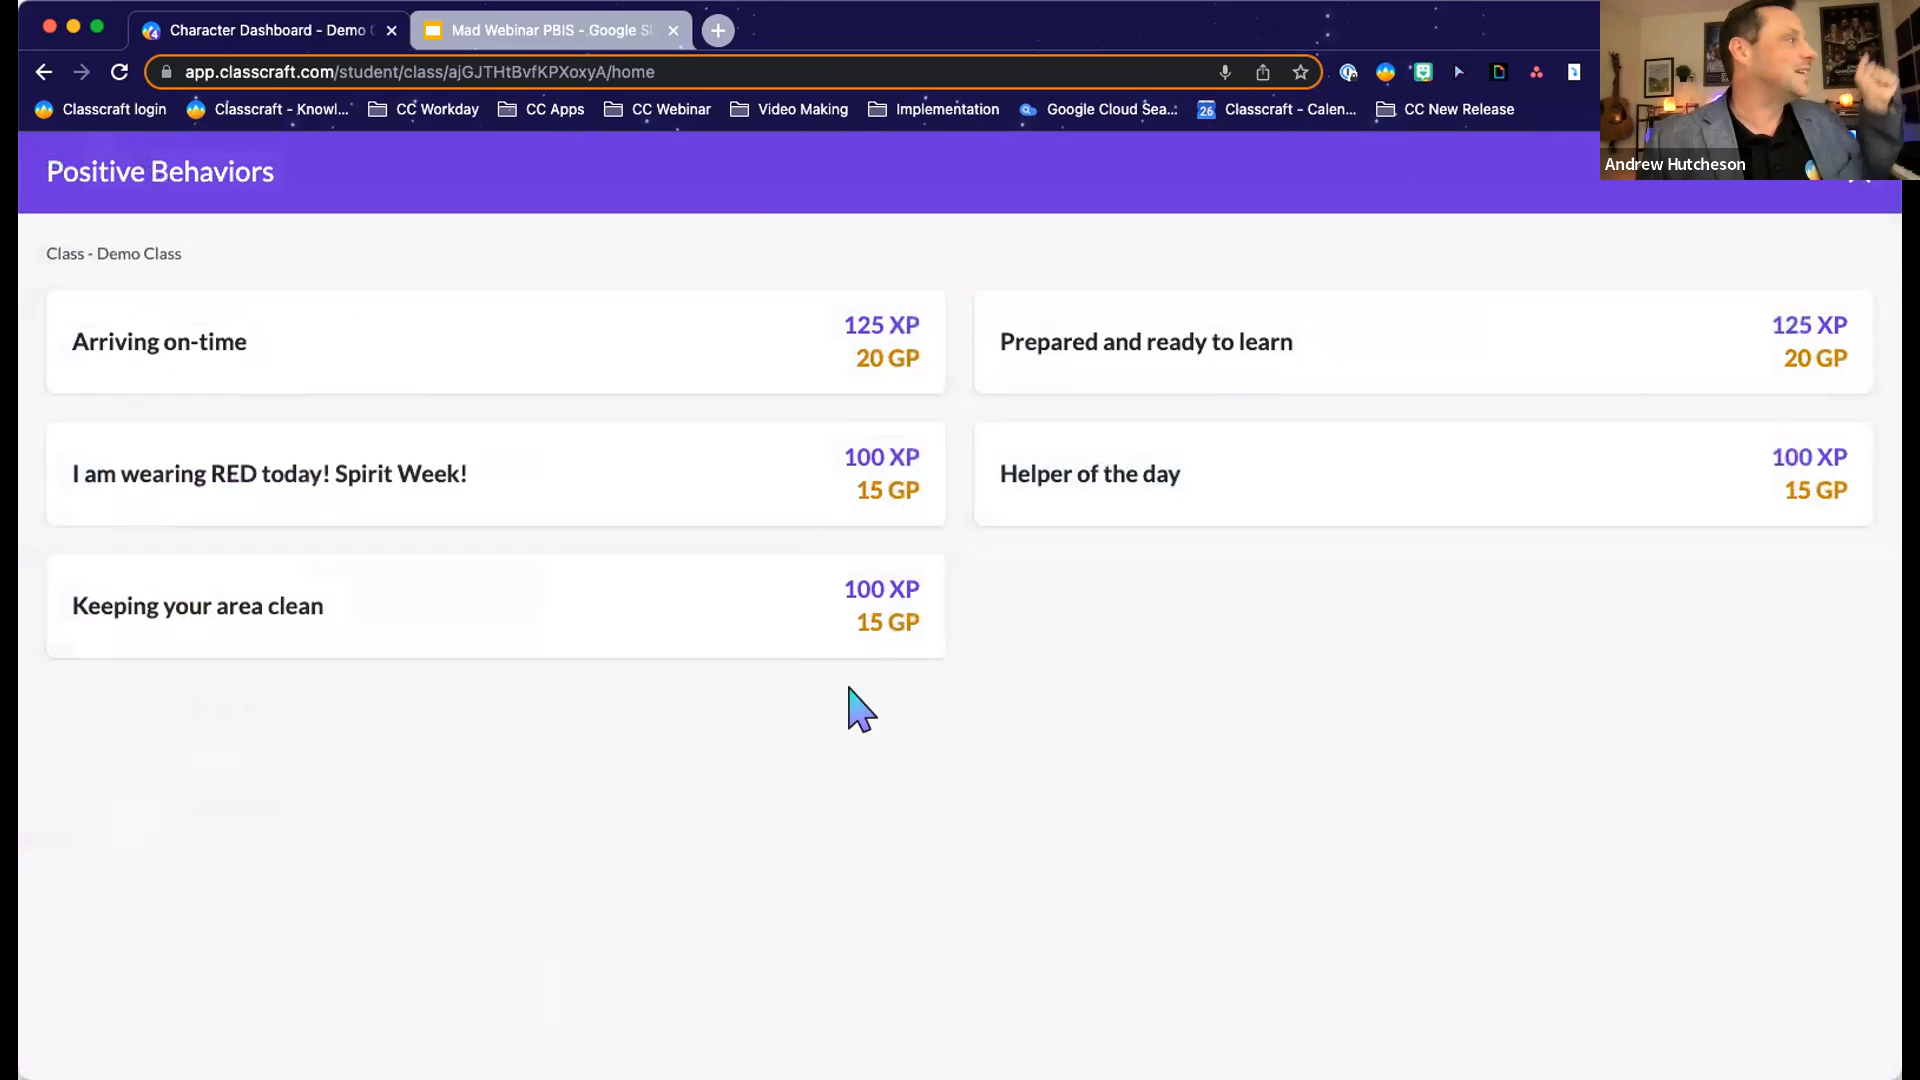 Character Dashboard - Demo
Mad Webinar PBIS - Google Sl
app.classcraft.com/student/class/ajGJTHtBvfKPXoxyA/home
Classcraft login
Classcraft - Knowl...
CC Workday
CC Apps
CC Webinar
Video Making
Implementation
Google Cloud Sea...
26
Classcraft - Calen...
CC New Release
Andrew Hutcheson
Positive Behaviors
Class - Demo Class
Arriving on-time
125 XP
20 GP
Prepared and ready to learn
125 XP
20 GP
I am wearing RED today! Spirit Week!
100 XP
15 GP
Helper of the day
100 XP
15 GP
Keeping your area clean
100 XP
15 GP